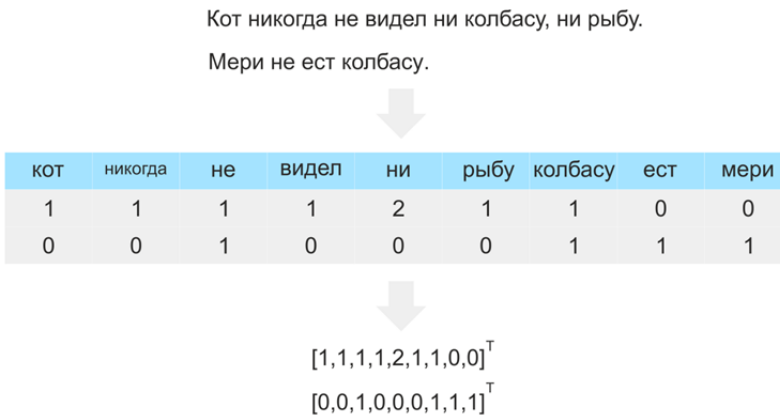 Кот никогда не видел ни колбасу, ни рыбу.
Мери не ест колбасу.
кот никогда не видел ни рыбу колбасу ест мери
1 1 1 1 2 1 1 0 0
0 0 1 0 0 0 1 1 1
[1,1,1,1,2,1,1,0,0]ᵀ
[0,0,1,0,0,0,1,1,1]ᵀ